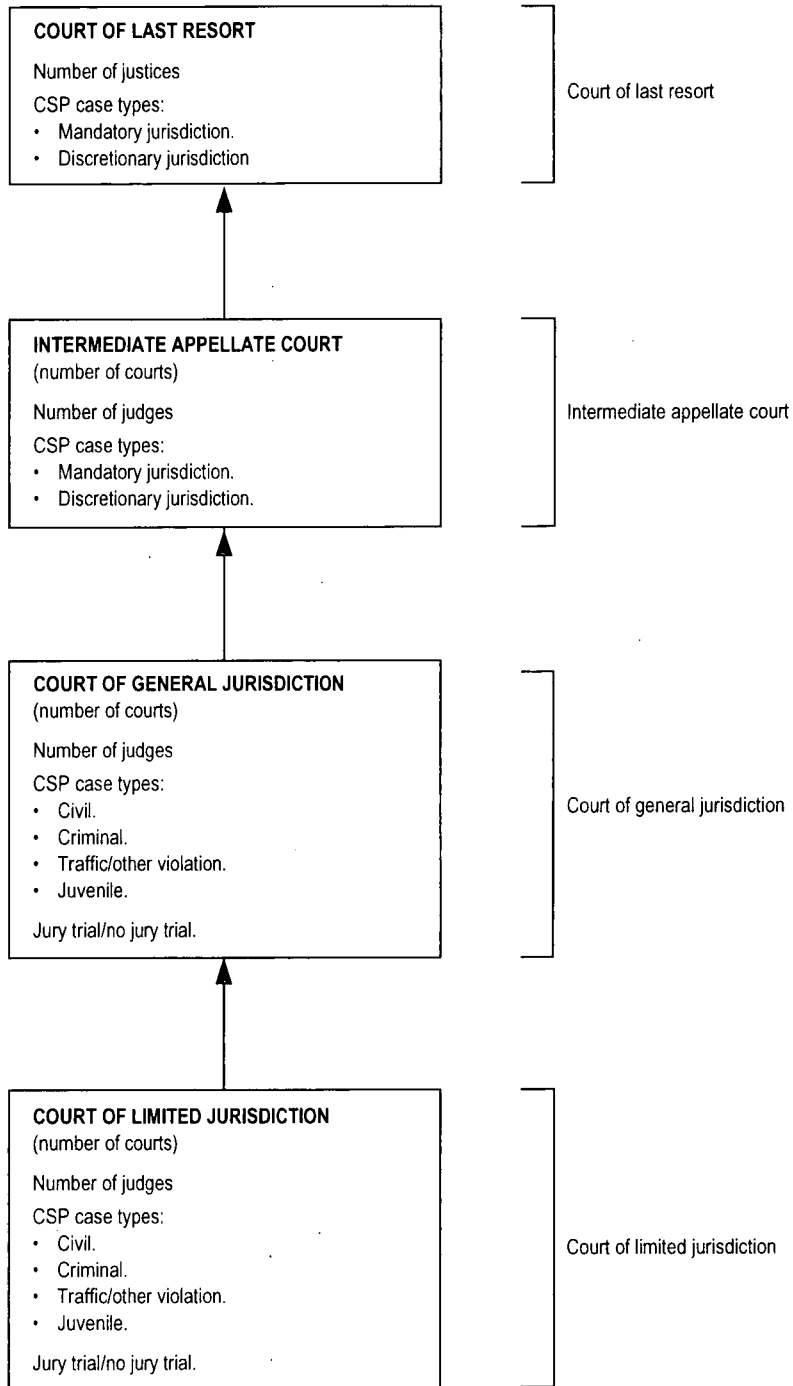 COURT OF LAST RESORT
Number of justices
CSP case types:
• Mandatory jurisdiction.
• Discretionary jurisdiction
Court of last resort
INTERMEDIATE APPELLATE COURT
(number of courts)
Number of judges
CSP case types:
• Mandatory jurisdiction.
• Discretionary jurisdiction.
Intermediate appellate court
COURT OF GENERAL JURISDICTION
(number of courts)
Number of judges
CSP case types:
• Civil.
• Criminal.
• Traffic/other violation.
• Juvenile.
Jury trial/no jury trial.
Court of general jurisdiction
COURT OF LIMITED JURISDICTION
(number of courts)
Number of judges
CSP case types:
• Civil.
• Criminal.
• Traffic/other violation.
• Juvenile.
Jury trial/no jury trial.
Court of limited jurisdiction